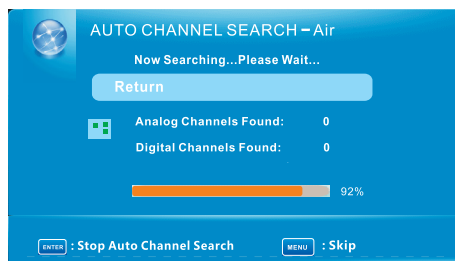 AUTO CHANNEL SEARCH – Air
Now Searching...Please Wait...
Return
Analog Channels Found: 0
Digital Channels Found: 0
92%
ENTER : Stop Auto Channel Search MENU : Skip